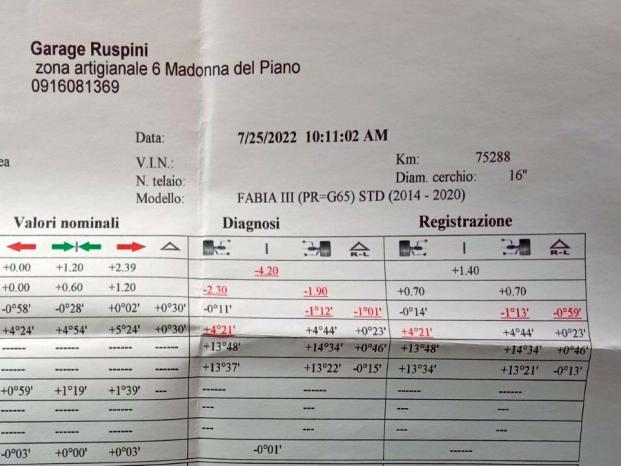 Garage Ruspini
zona artigianale 6 Madonna del Piano
0916081369
Data: 7/25/2022 10:11:02 AM
ea V.I.N.: Km: 75288
N. telaio: Diam. cerchio: 16"
Modello: FABIA III (PR=G65) STD (2014 - 2020)
Valori nominali Diagnosi Registrazione
R-L R-L
+0.00 +1.20 +2.39 -4.20 +1.40
+0.00 +0.60 +1.20 -2.30 -1.90 +0.70 +0.70
-0°58' -0°28' +0°02' +0°30' -0°11' -1°12' -1°01' -0°14' -1°13' -0°59'
+4°24' +4°54' +5°24' +0°30' +4°21' +4°44' +0°23' +4°21' +4°44' +0°23'
------ ------ ------ ------ +13°48' +14°34' +0°46' +13°48' +14°34' +0°46'
------ ------ ------ ------ +13°37' +13°22' -0°15' +13°34' +13°21' -0°13'
+0°59' +1°19' +1°39' --- ------ ------ ------ ------
------ ------ ------ --- --- --- ---
------ ------ ------ --- --- --- ---
-0°03' +0°00' +0°03' -0°01' ------